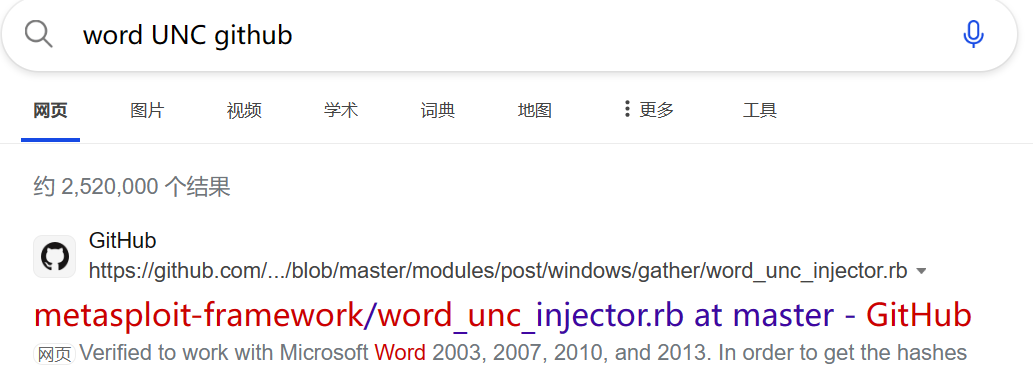 word UNC github
网页 图片 视频 学术 词典 地图 更多 工具
约 2,520,000 个结果
GitHub
https://github.com/.../blob/master/modules/post/windows/gather/word_unc_injector.rb
metasploit-framework/word_unc_injector.rb at master - GitHub
网页 Verified to work with Microsoft Word 2003, 2007, 2010, and 2013. In order to get the hashes